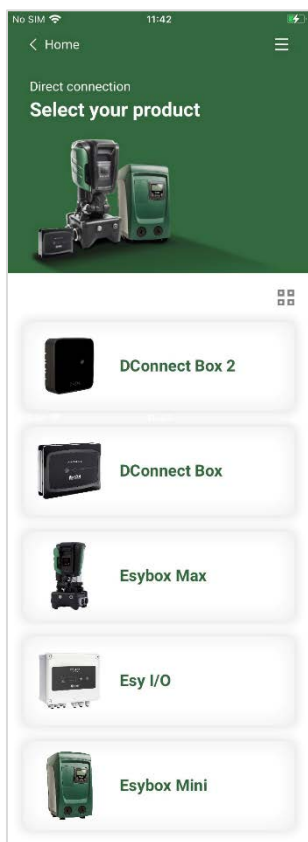 No SIM 11:42
Home
Direct connection
Select your product
DConnect Box 2
DConnect Box
Esybox Max
Esy I/O
Esybox Mini